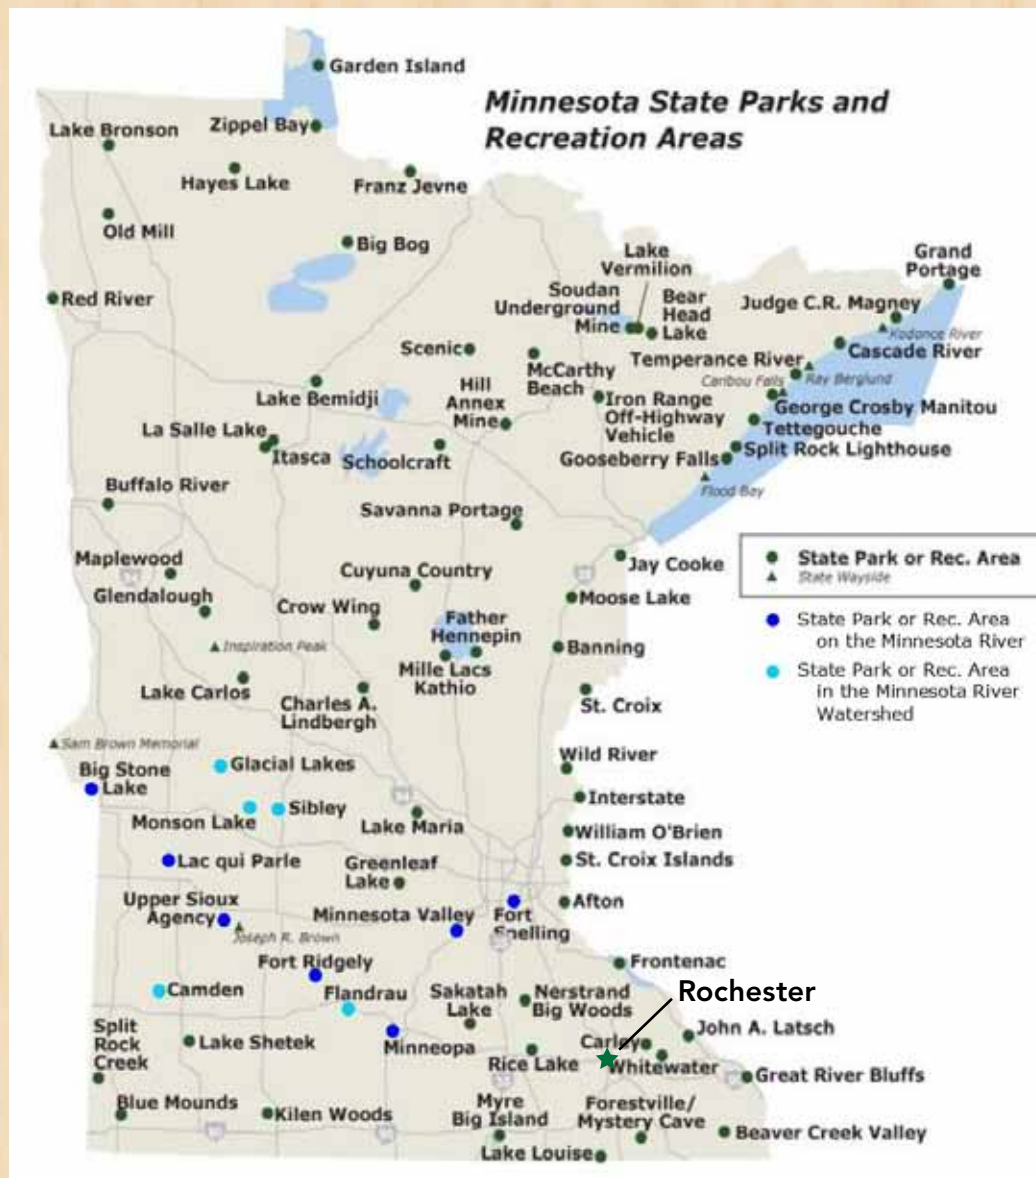 Garden Island
Minnesota State Parks and
Recreation Areas
Lake Bronson
Zippel Bay
Hayes Lake
Franz Jevne
Old Mill
Big Bog
Lake
Vermilion
Grand
Portage
Red River
Soudan
Underground
Mine
Bear
Head
Lake
Judge C.R. Magney
Kodonce River
Cascade River
Scenic
McCarthy
Beach
Temperance River
Caribou Falls
Ray Berglund
Lake Bemidji
Hill
Annex
Mine
Iron Range
Off-Highway
Vehicle
George Crosby Manitou
Tettegouche
La Salle Lake
Itasca
Schoolcraft
Split Rock Lighthouse
Gooseberry Falls
Flood Bay
Buffalo River
Savanna Portage
Maplewood
Cuyuna Country
Jay Cooke
State Park or Rec. Area
State Wayside
Glendalough
Crow Wing
Father
Hennepin
Moose Lake
State Park or Rec. Area
on the Minnesota River
Inspiration Peak
Mille Lacs
Kathio
Banning
State Park or Rec. Area
in the Minnesota River
Watershed
Lake Carlos
Charles A.
Lindbergh
St. Croix
Sam Brown Memorial
Big Stone
Lake
Glacial Lakes
Wild River
Monson Lake
Sibley
Lake Maria
Interstate
William O'Brien
Lac qui Parle
Greenleaf
Lake
St. Croix Islands
Upper Sioux
Agency
Joseph R. Brown
Minnesota Valley
Fort
Snelling
Afton
Fort Ridgely
Frontenac
Camden
Flandrau
Sakatah
Lake
Nerstrand
Big Woods
Rochester
Split
Rock
Creek
Lake Shetek
Minneopa
Rice Lake
Carley
Whitewater
John A. Latsch
Great River Bluffs
Blue Mounds
Kilen Woods
Myre
Big Island
Forestville/
Mystery Cave
Beaver Creek Valley
Lake Louise